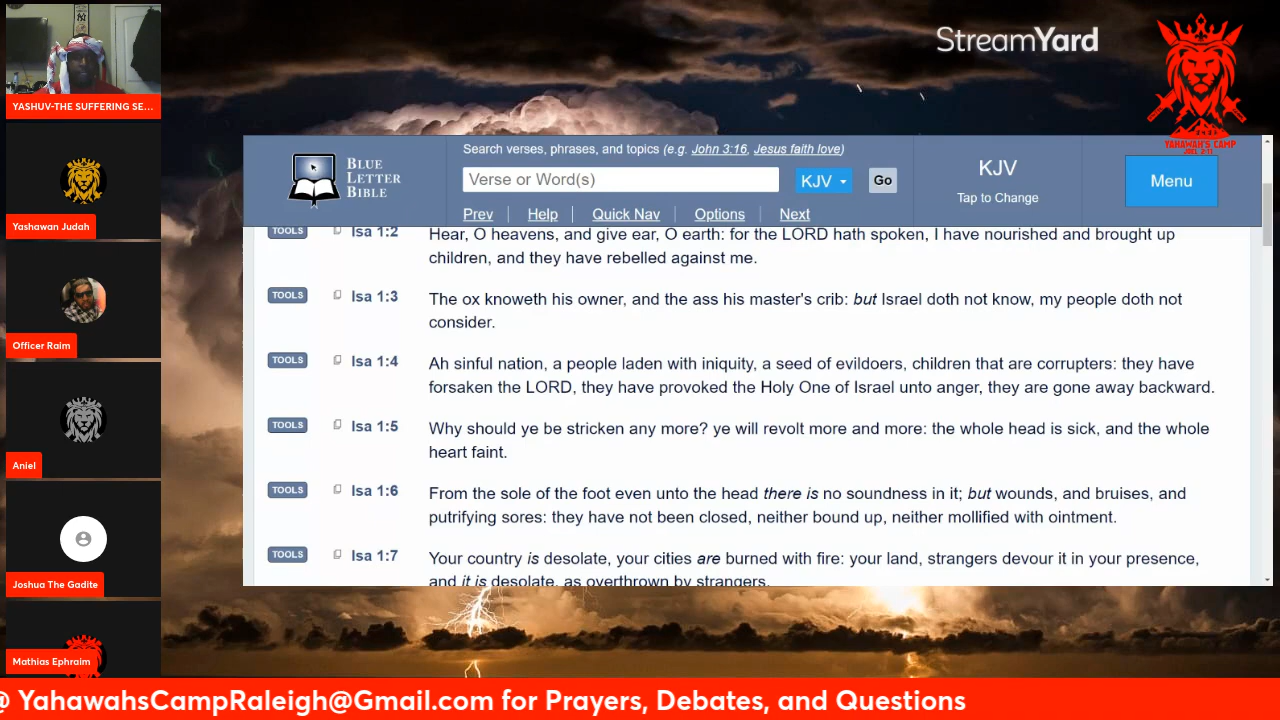 StreamYard
YAHAWAH'S CAMP
JOEL 2:11
YASHUV-THE SUFFERING SE...
Yashawan Judah
Officer Raim
Aniel
Joshua The Gadite
Mathias Ephraim
BLUE
LETTER
BIBLE
Search verses, phrases, and topics (e.g. John 3:16, Jesus faith love)
Verse or Word(s)
KJV
Go
Prev | Help | Quick Nav | Options | Next
KJV
Tap to Change
Menu
TOOLS Isa 1:2 Hear, O heavens, and give ear, O earth: for the LORD hath spoken, I have nourished and brought up
children, and they have rebelled against me.
TOOLS Isa 1:3 The ox knoweth his owner, and the ass his master's crib: but Israel doth not know, my people doth not
consider.
TOOLS Isa 1:4 Ah sinful nation, a people laden with iniquity, a seed of evildoers, children that are corrupters: they have
forsaken the LORD, they have provoked the Holy One of Israel unto anger, they are gone away backward.
TOOLS Isa 1:5 Why should ye be stricken any more? ye will revolt more and more: the whole head is sick, and the whole
heart faint.
TOOLS Isa 1:6 From the sole of the foot even unto the head there is no soundness in it; but wounds, and bruises, and
putrifying sores: they have not been closed, neither bound up, neither mollified with ointment.
TOOLS Isa 1:7 Your country is desolate, your cities are burned with fire: your land, strangers devour it in your presence,
and it is desolate, as overthrown by strangers.
@ YahawahsCampRaleigh@Gmail.com for Prayers, Debates, and Questions